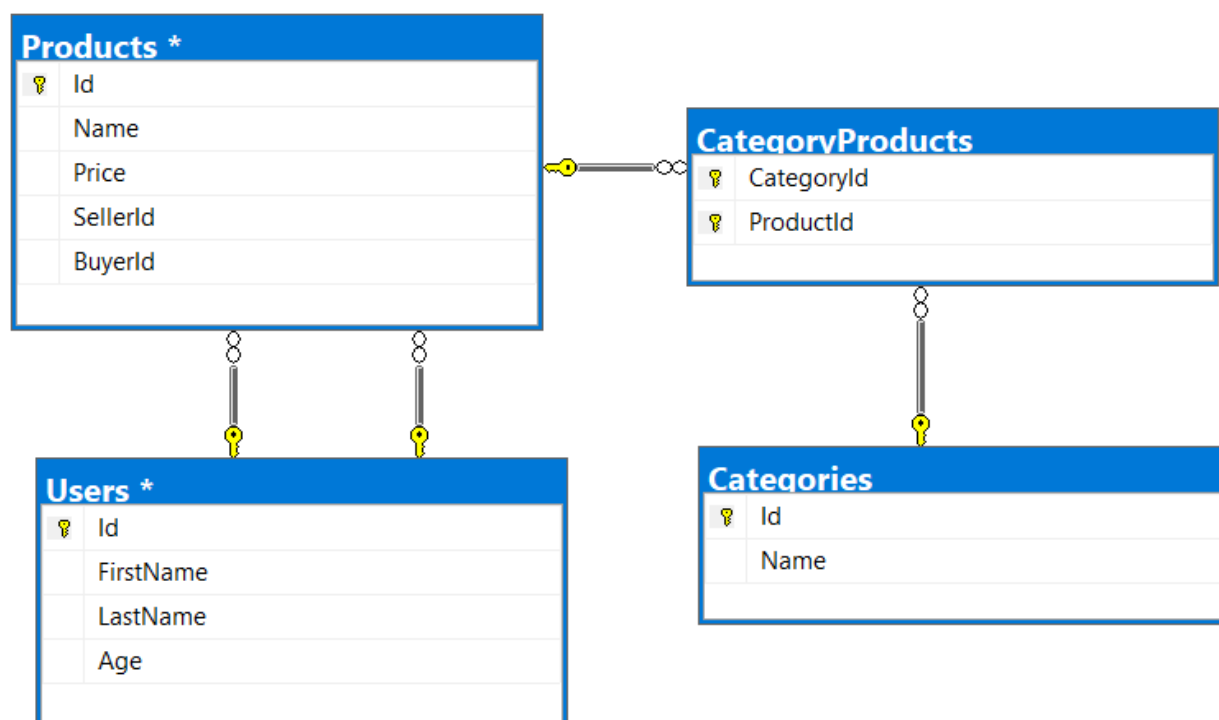 Products *
Id
Name
Price
SellerId
BuyerId
CategoryProducts
CategoryId
ProductId
Users *
Id
FirstName
LastName
Age
Categories
Id
Name